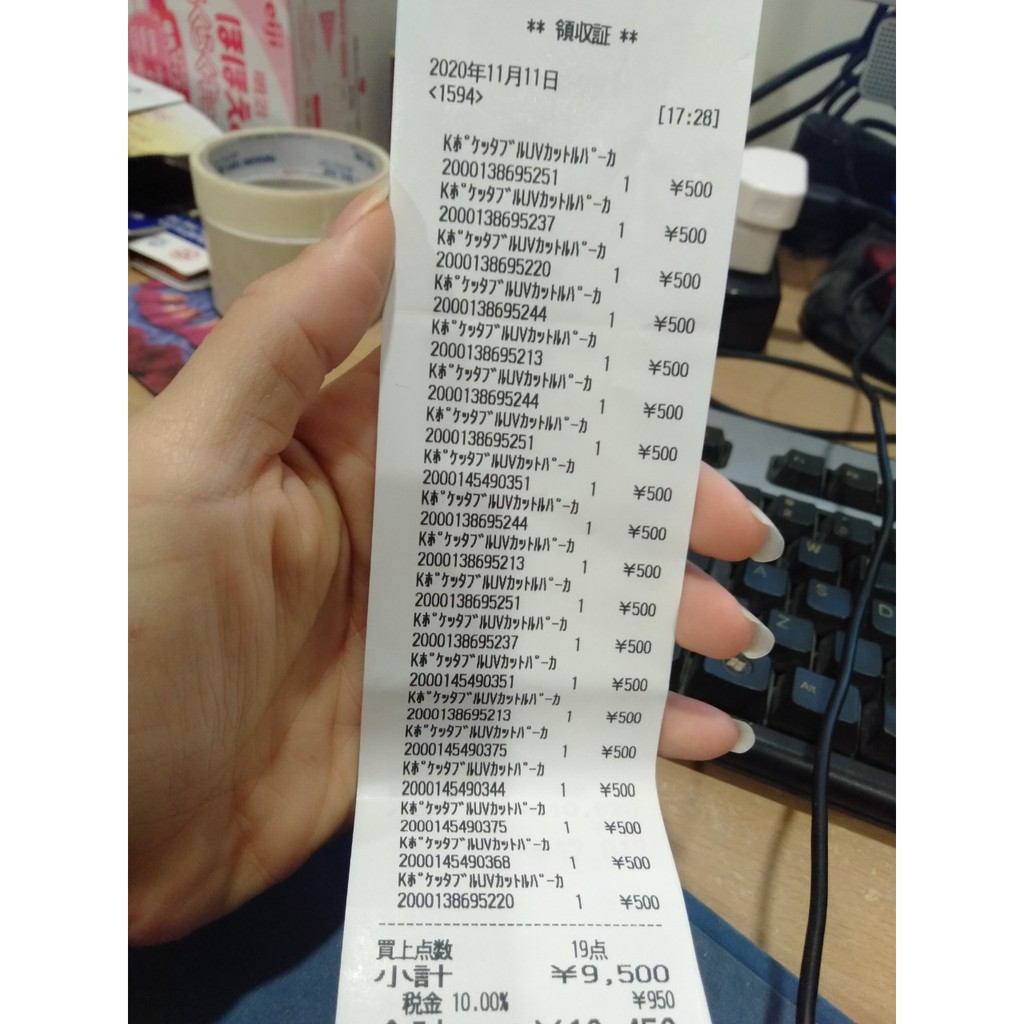 ** 領収証 **
2020年11月11日
<1594>
[17:28]
Kポケッタブ゙ルUVカットルパーカ
2000138695251 1 ¥500
Kポケッタブ゙ルUVカットルパーカ
2000138695237 1 ¥500
Kポケッタブ゙ルUVカットルパーカ
2000138695220 1 ¥500
Kポケッタブ゙ルUVカットルパーカ
2000138695244 1 ¥500
Kポケッタブ゙ルUVカットルパーカ
2000138695213 1 ¥500
Kポケッタブ゙ルUVカットルパーカ
2000138695244 1 ¥500
Kポケッタブ゙ルUVカットルパーカ
2000138695251 1 ¥500
Kポケッタブ゙ルUVカットパーカ
2000145490351 1 ¥500
Kポケッタブ゙ルUVカットルパーカ
2000138695244 1 ¥500
Kポケッタブ゙ルUVカットルパーカ
2000138695213 1 ¥500
Kポケッタブ゙ルUVカットルパーカ
2000138695251 1 ¥500
Kポケッタブ゙ルUVカットルパーカ
2000138695237 1 ¥500
Kポケッタブ゙ルUVカットパーカ
2000145490351 1 ¥500
Kポケッタブ゙ルUVカットルパーカ
2000138695213 1 ¥500
Kポケッタブ゙ルUVカットパーカ
2000145490375 1 ¥500
Kポケッタブ゙ルUVカットパーカ
2000145490344 1 ¥500
Kポケッタブ゙ルUVカットパーカ
2000145490375 1 ¥500
Kポケッタブ゙ルUVカットパーカ
2000145490368 1 ¥500
Kポケッタブ゙ルUVカットルパーカ
2000138695220 1 ¥500
買上点数 19点
小計 ¥9,500
税金 10.00% ¥950
meiji
明治
ほほえ
らくらく
W
A
S
D
Z
Alt